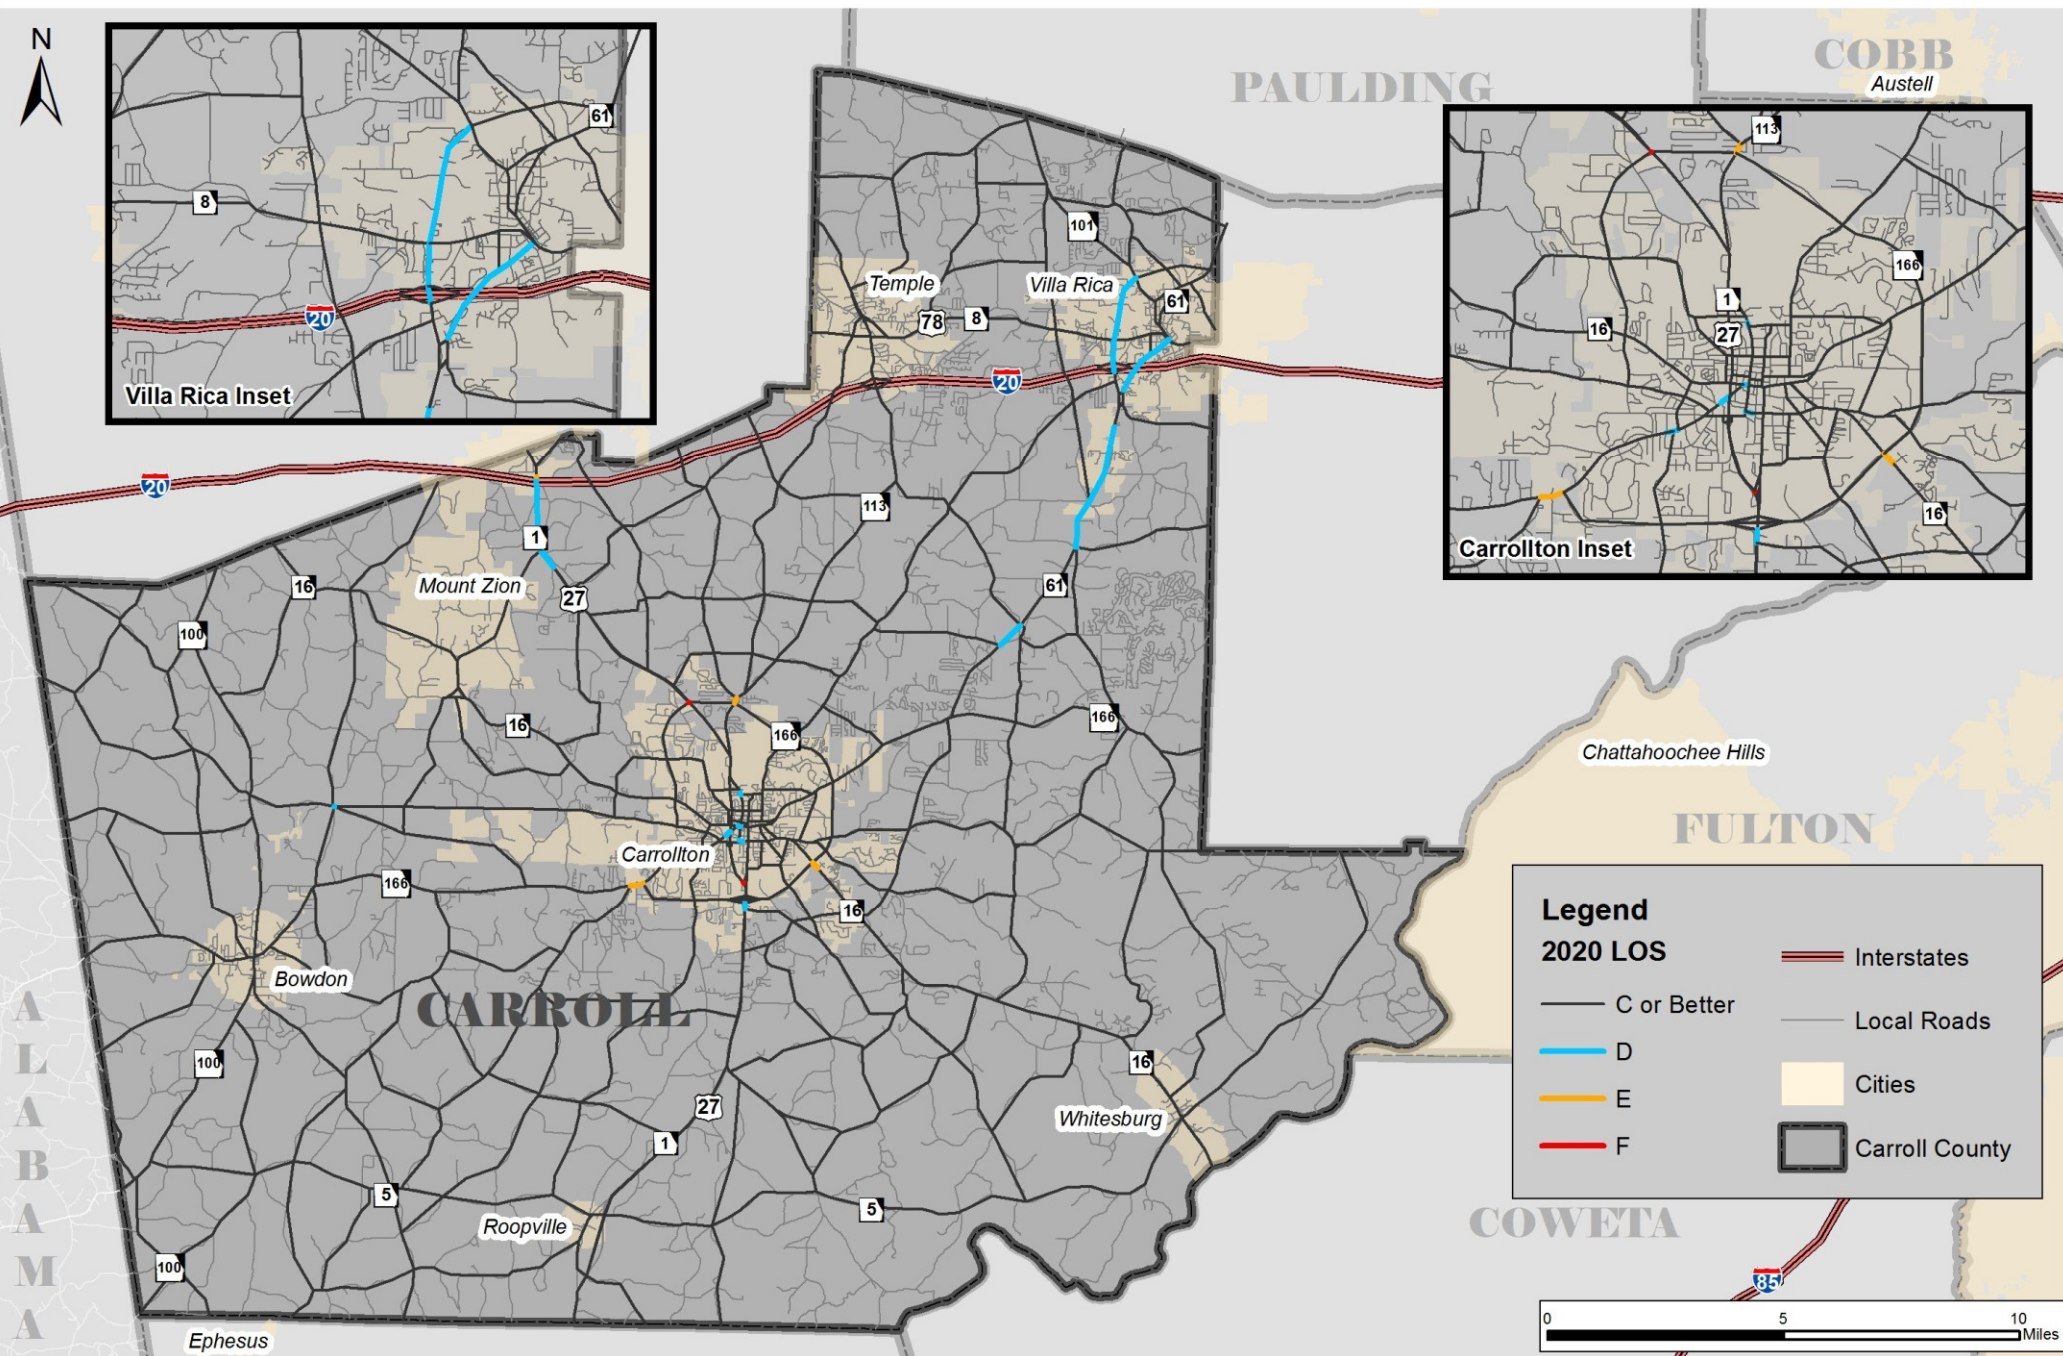 N
61
8
20
Villa Rica Inset
PAULDING
COBB
Austell
113
166
1
16
27
16
Carrollton Inset
101
Temple
Villa Rica
61
78
8
20
20
113
1
Mount Zion
27
16
61
100
166
16
166
Chattahoochee Hills
FULTON
Carrollton
166
16
Bowdon
CARROLL
100
16
27
Whitesburg
1
5
5
Roopville
100
Ephesus
ALABAMA
COWETA
85
Legend
2020 LOS
C or Better
D
E
F
Interstates
Local Roads
Cities
Carroll County
0 5 10
Miles